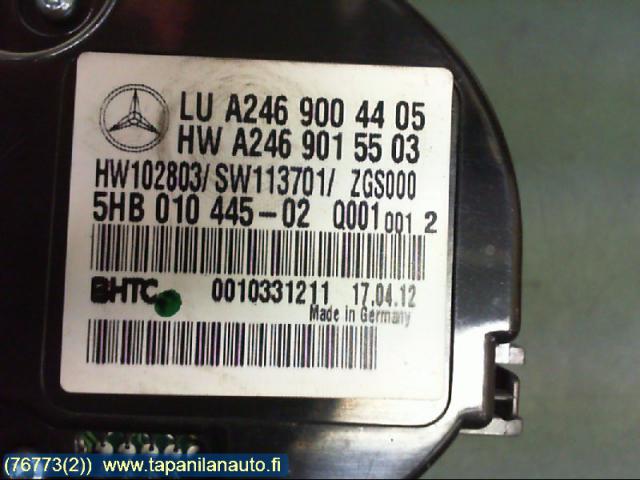 LU A246 900 44 05
HW A246 901 55 03
HW102803/ SW113701/ ZGS000
5HB 010 445-02 Q001 001 2
BHTC 0010331211 17.04.12
Made in Germany
(76773(2)) www.tapanilanauto.fi